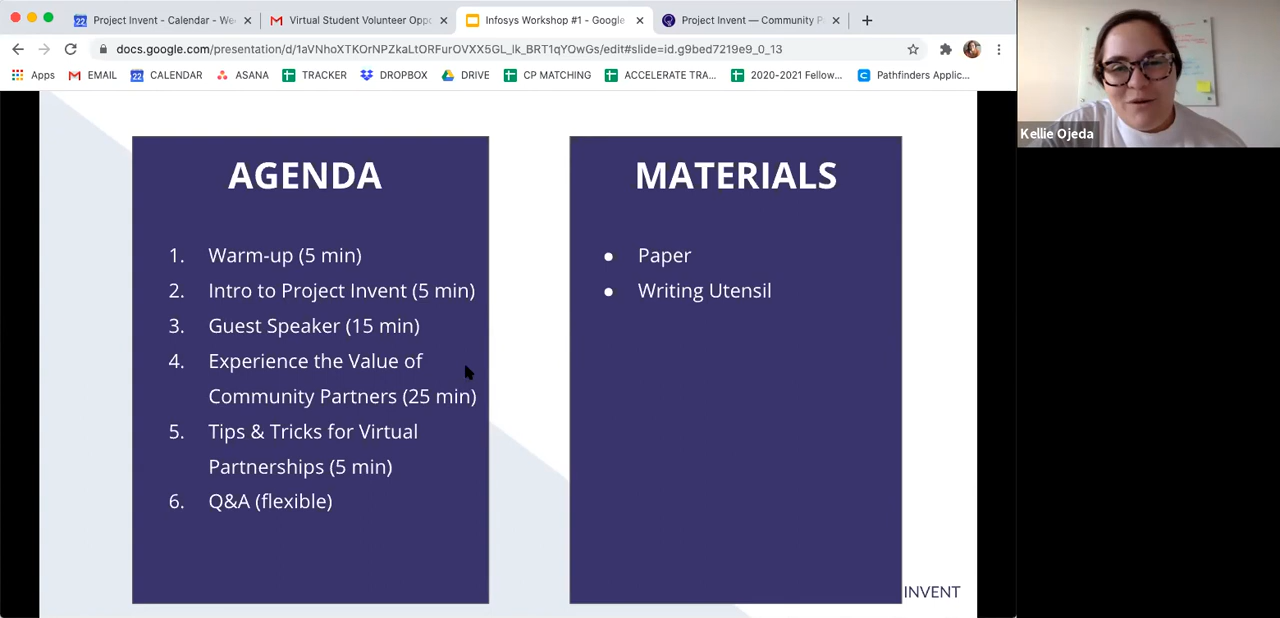 Project Invent - Calendar - We
Virtual Student Volunteer Oppo
Infosys Workshop #1 - Google
Project Invent — Community P
docs.google.com/presentation/d/1aVNhoXTKOrNPZkaLtORFurOVXX5GL_ik_BRT1qYOwGs/edit#slide=id.g9bed7219e9_0_13
Apps
EMAIL
22
CALENDAR
ASANA
TRACKER
DROPBOX
DRIVE
CP MATCHING
ACCELERATE TRA...
2020-2021 Fellow...
Pathfinders Applic...
Kellie Ojeda
AGENDA
1. Warm-up (5 min)
2. Intro to Project Invent (5 min)
3. Guest Speaker (15 min)
4. Experience the Value of
Community Partners (25 min)
5. Tips & Tricks for Virtual
Partnerships (5 min)
6. Q&A (flexible)
MATERIALS
● Paper
● Writing Utensil
INVENT